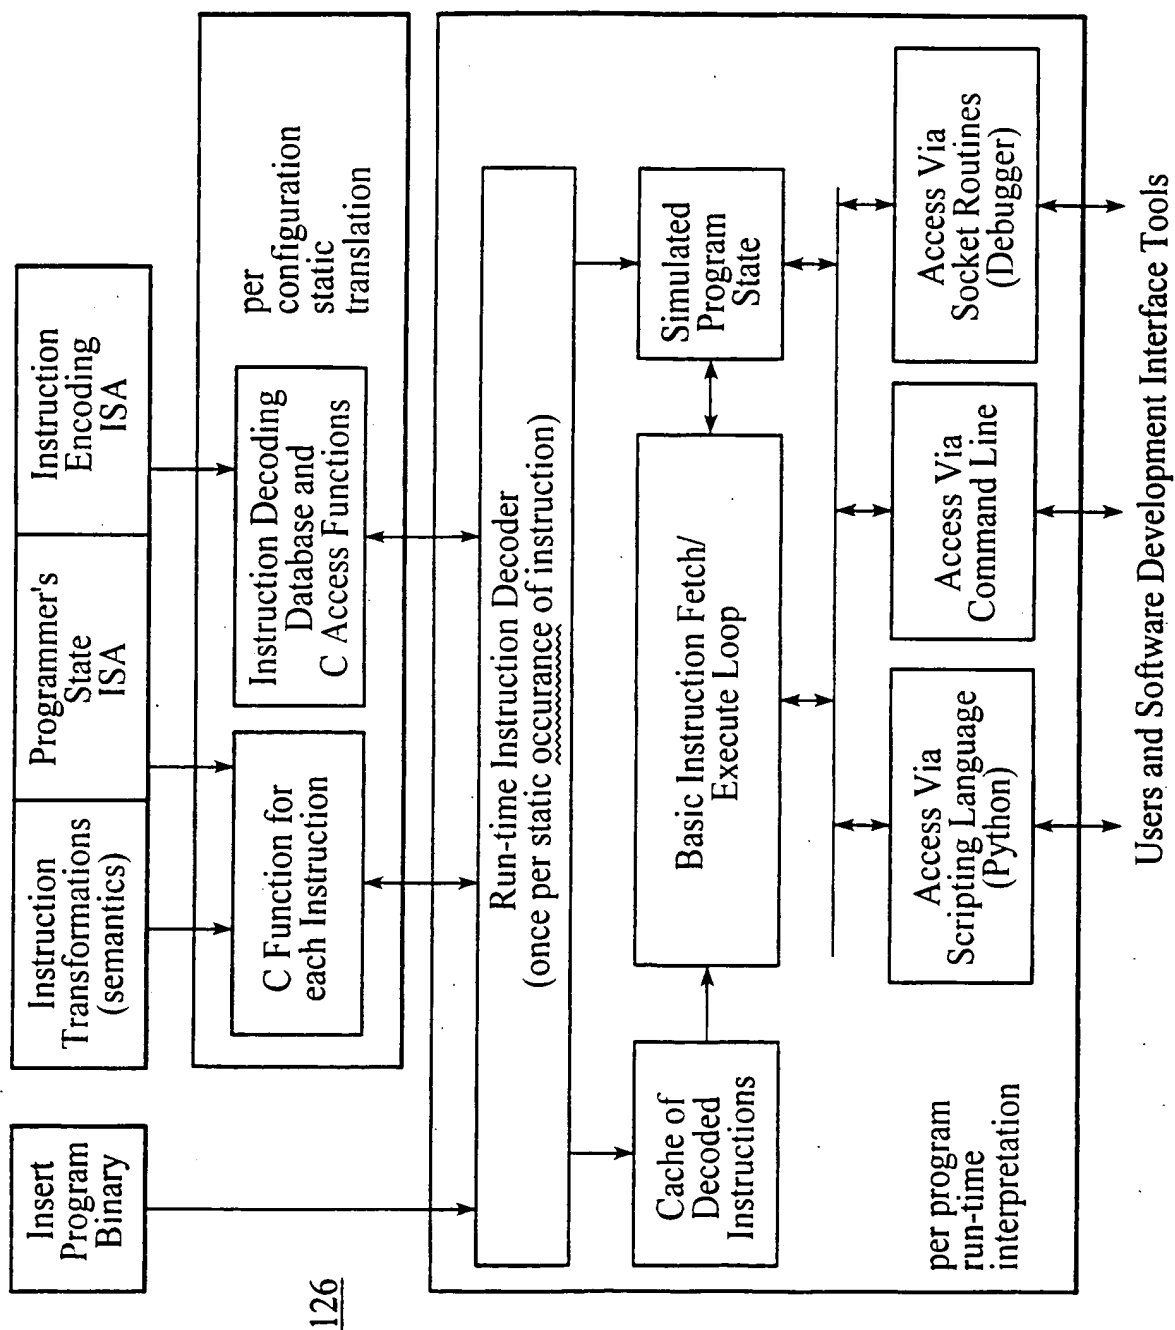 Insert
Program
Binary
Instruction
Transformations
(semantics)
Programmer's
State
ISA
Instruction
Encoding
ISA
C Function for
each Instruction
Instruction Decoding
Database and
C Access Functions
per
configuration
static
translation
126
Run-time Instruction Decoder
(once per static occurance of instruction)
Cache of
Decoded
Instructions
Basic Instruction Fetch/
Execute Loop
Simulated
Program
State
per program
run-time
interpretation
Access Via
Scripting Language
(Python)
Access Via
Command Line
Access Via
Socket Routines
(Debugger)
Users and Software Development Interface Tools